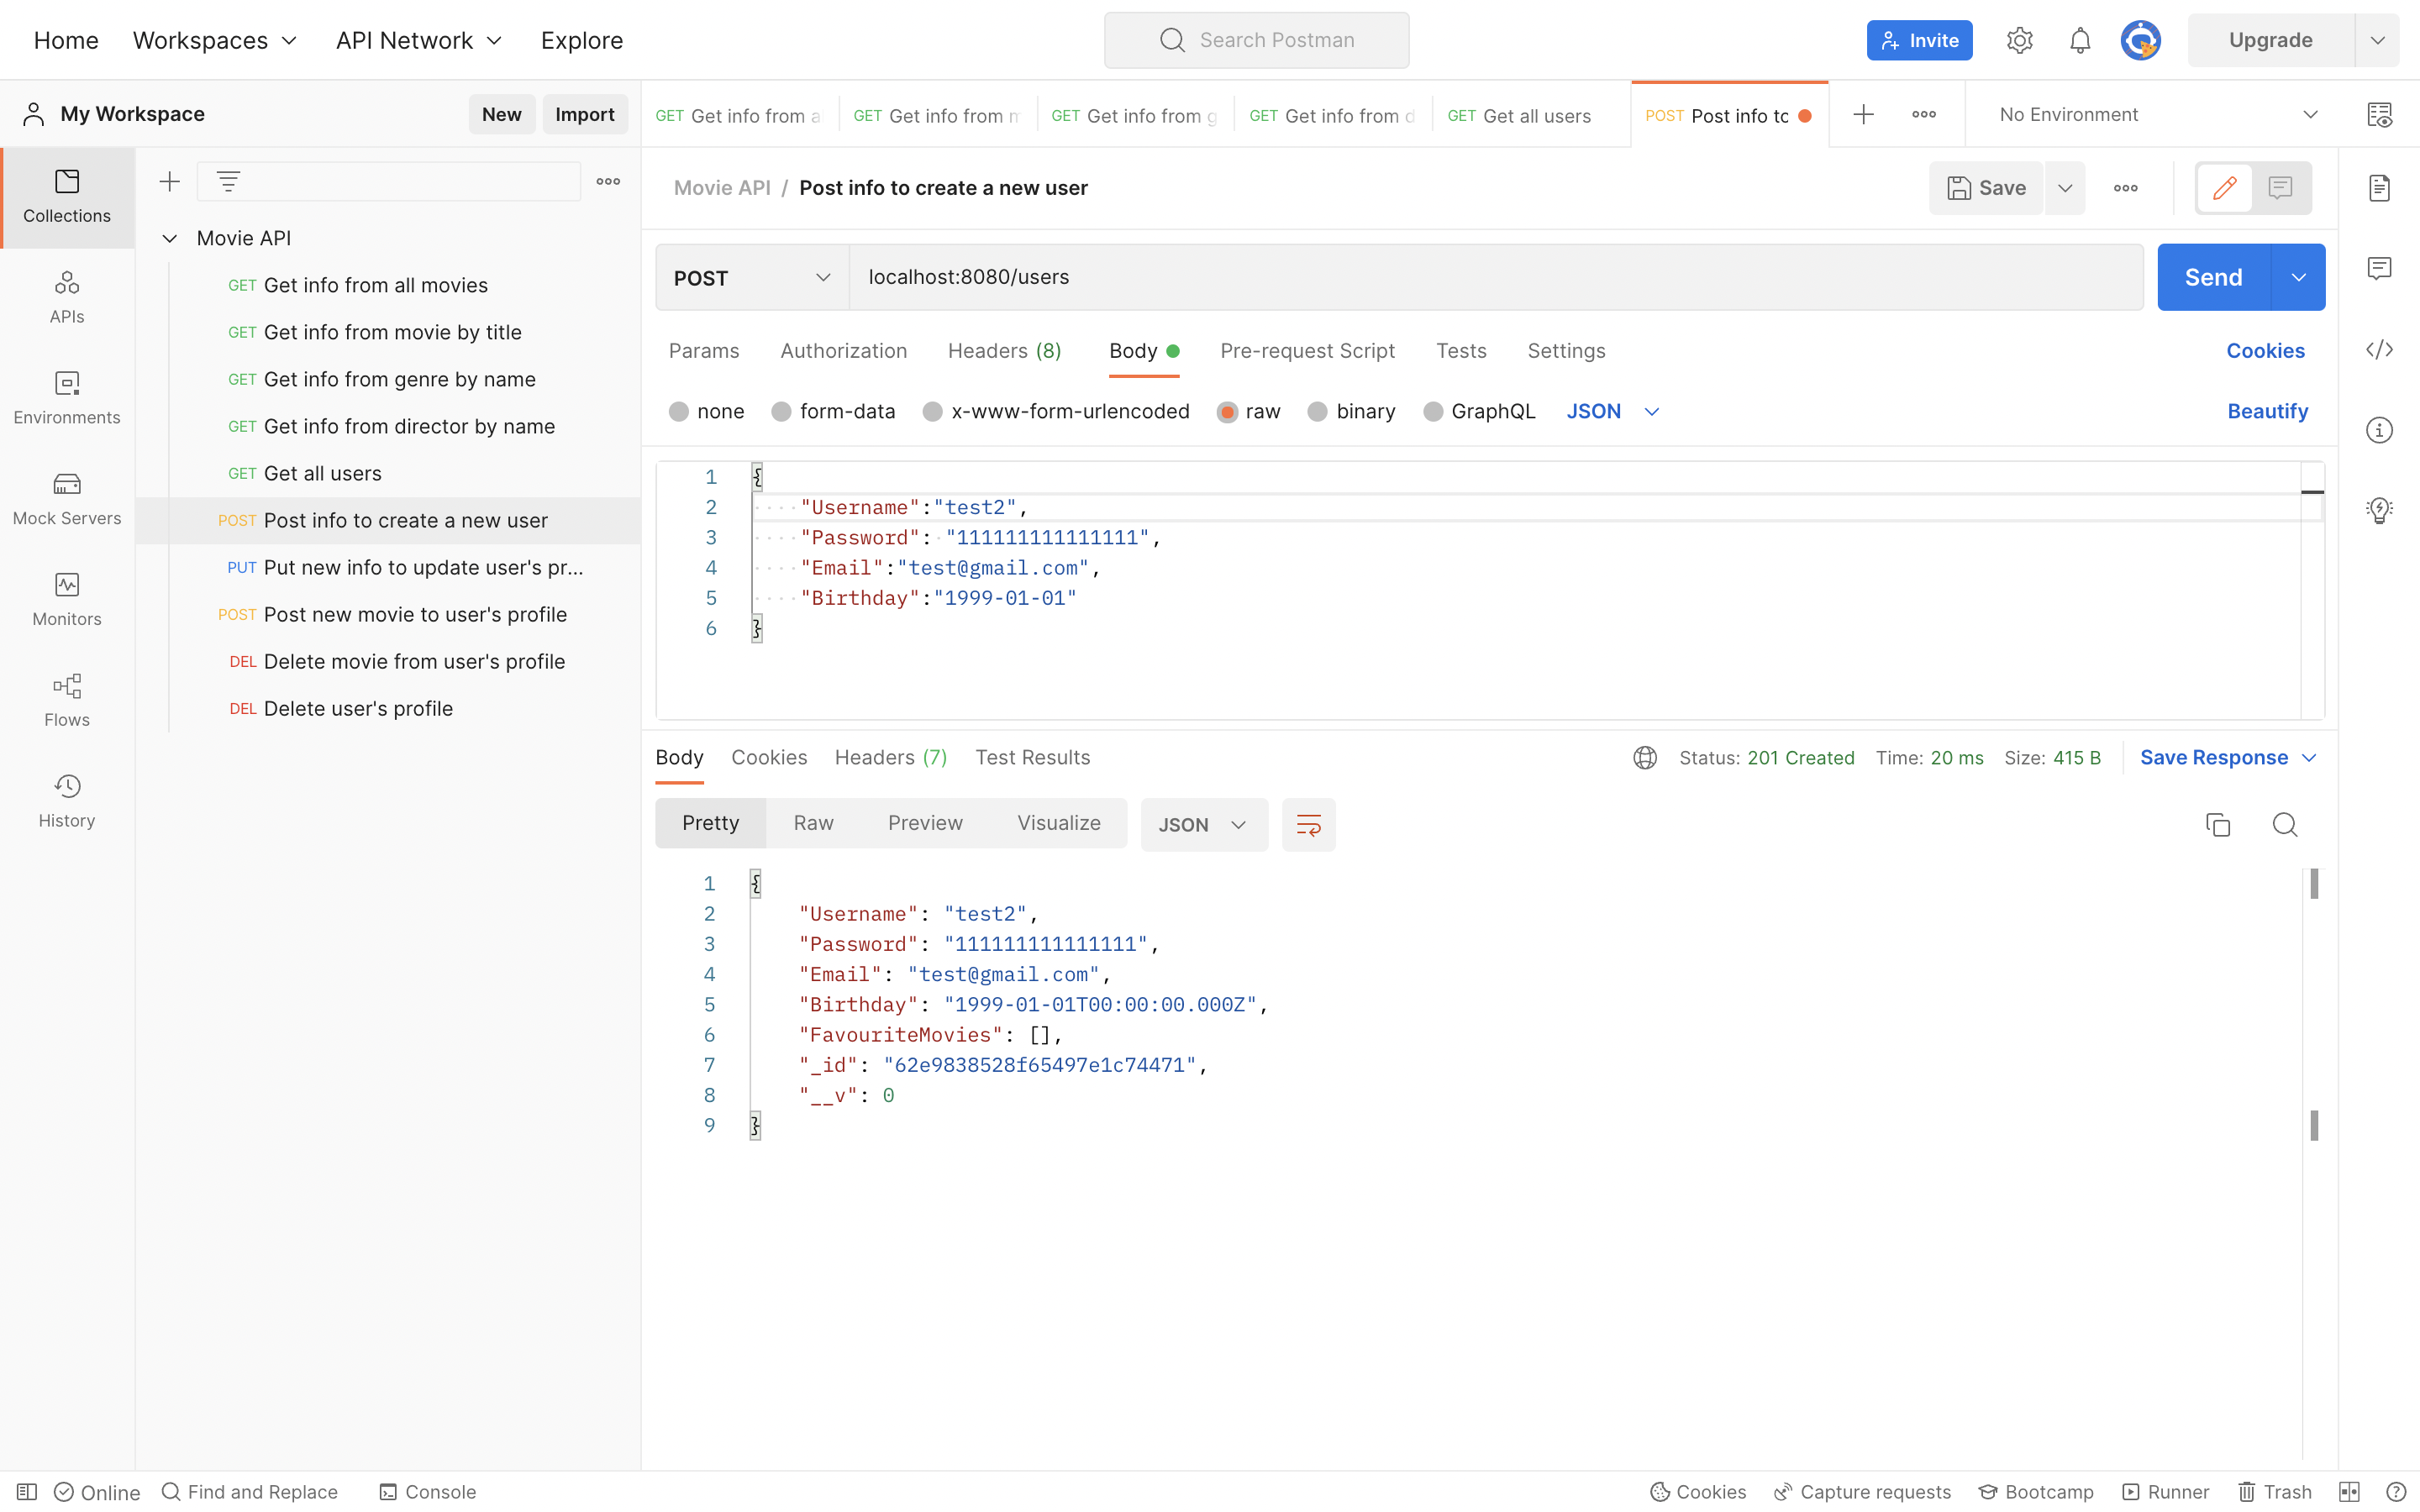 Home Workspaces API Network Explore Search Postman Invite Upgrade
My Workspace New Import
GET Get info from a GET Get info from GET Get info from GET Get info from GET Get all users POST Post info to No Environment
Collections
APIs
Environments
Mock Servers
Monitors
Flows
History
Movie API
GET Get info from all movies
GET Get info from movie by title
GET Get info from genre by name
GET Get info from director by name
GET Get all users
POST Post info to create a new user
PUT Put new info to update user's pr...
POST Post new movie to user's profile
DEL Delete movie from user's profile
DEL Delete user's profile
Movie API / Post info to create a new user Save
POST localhost:8080/users Send
Params Authorization Headers (8) Body Pre-request Script Tests Settings Cookies
none form-data x-www-form-urlencoded raw binary GraphQL JSON Beautify
1 {
2 "Username":"test2",
3 "Password": "111111111111111",
4 "Email":"test@gmail.com",
5 "Birthday":"1999-01-01"
6 }
Body Cookies Headers (7) Test Results Status: 201 Created Time: 20 ms Size: 415 B Save Response
Pretty Raw Preview Visualize JSON
1 {
2 "Username": "test2",
3 "Password": "111111111111111",
4 "Email": "test@gmail.com",
5 "Birthday": "1999-01-01T00:00:00.000Z",
6 "FavouriteMovies": [],
7 "_id": "62e9838528f65497e1c74471",
8 "__v": 0
9 }
Online Find and Replace Console Cookies Capture requests Bootcamp Runner Trash